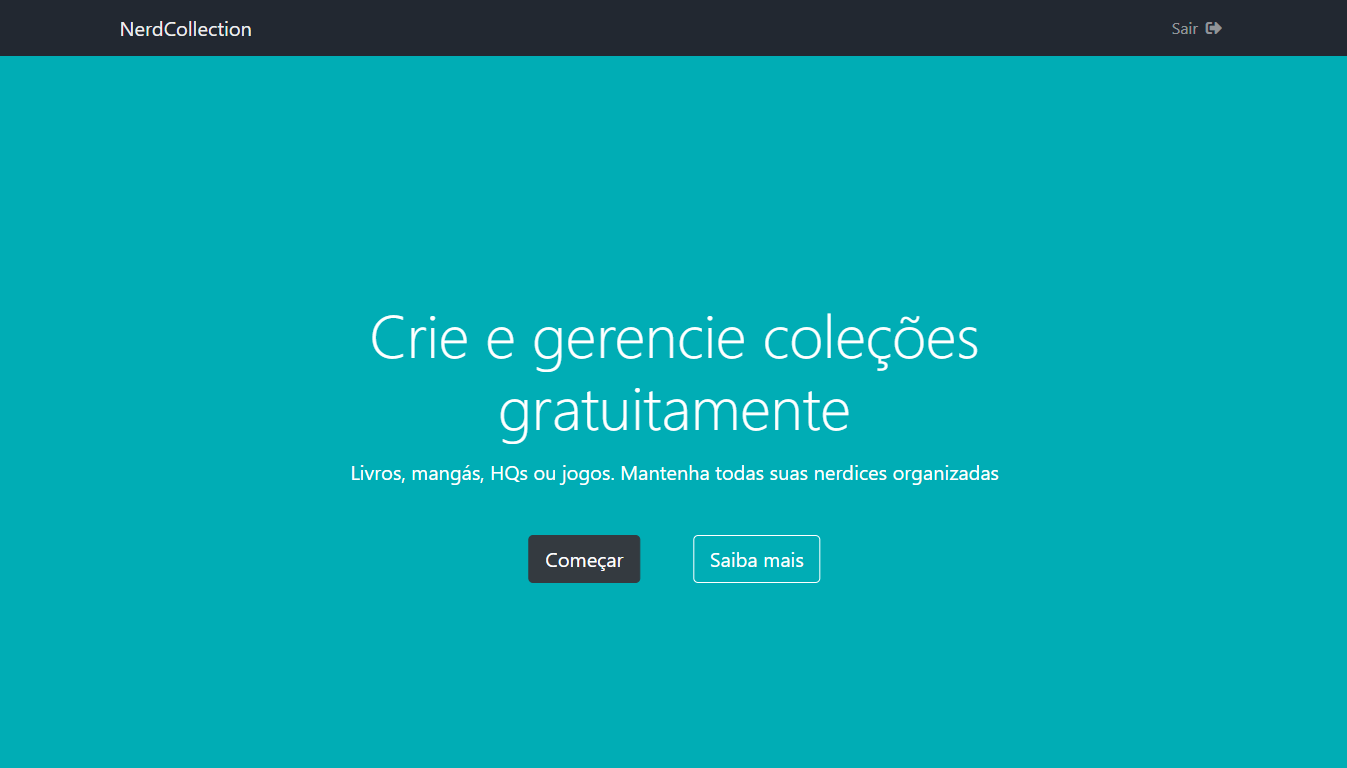 NerdCollection
Sair
Crie e gerencie coleções
gratuitamente
Livros, mangás, HQs ou jogos. Mantenha todas suas nerdices organizadas
Começar
Saiba mais